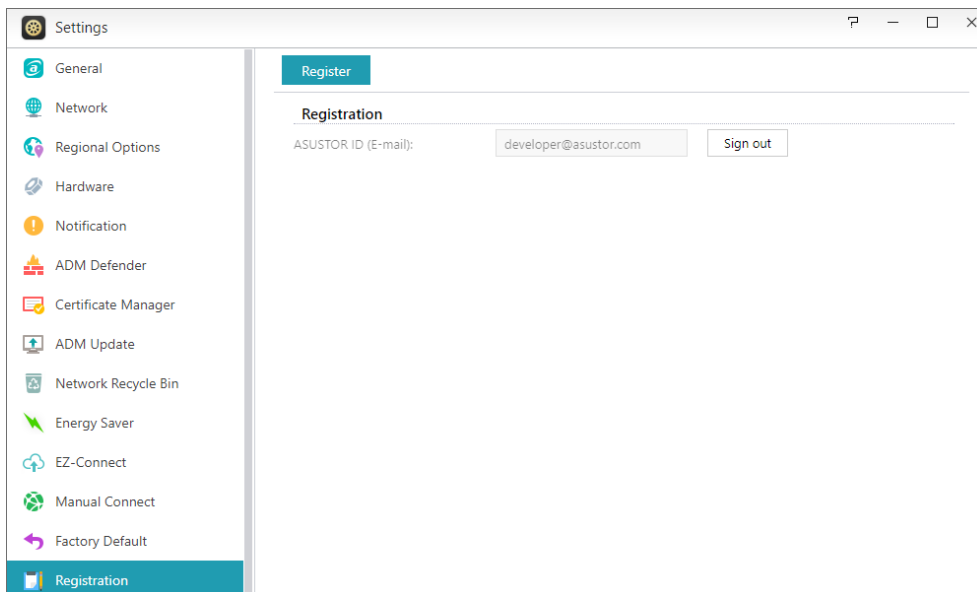 Settings
General
Network
Regional Options
Hardware
Notification
ADM Defender
Certificate Manager
ADM Update
Network Recycle Bin
Energy Saver
EZ-Connect
Manual Connect
Factory Default
Registration
Register
Registration
ASUSTOR ID (E-mail): developer@asustor.com Sign out